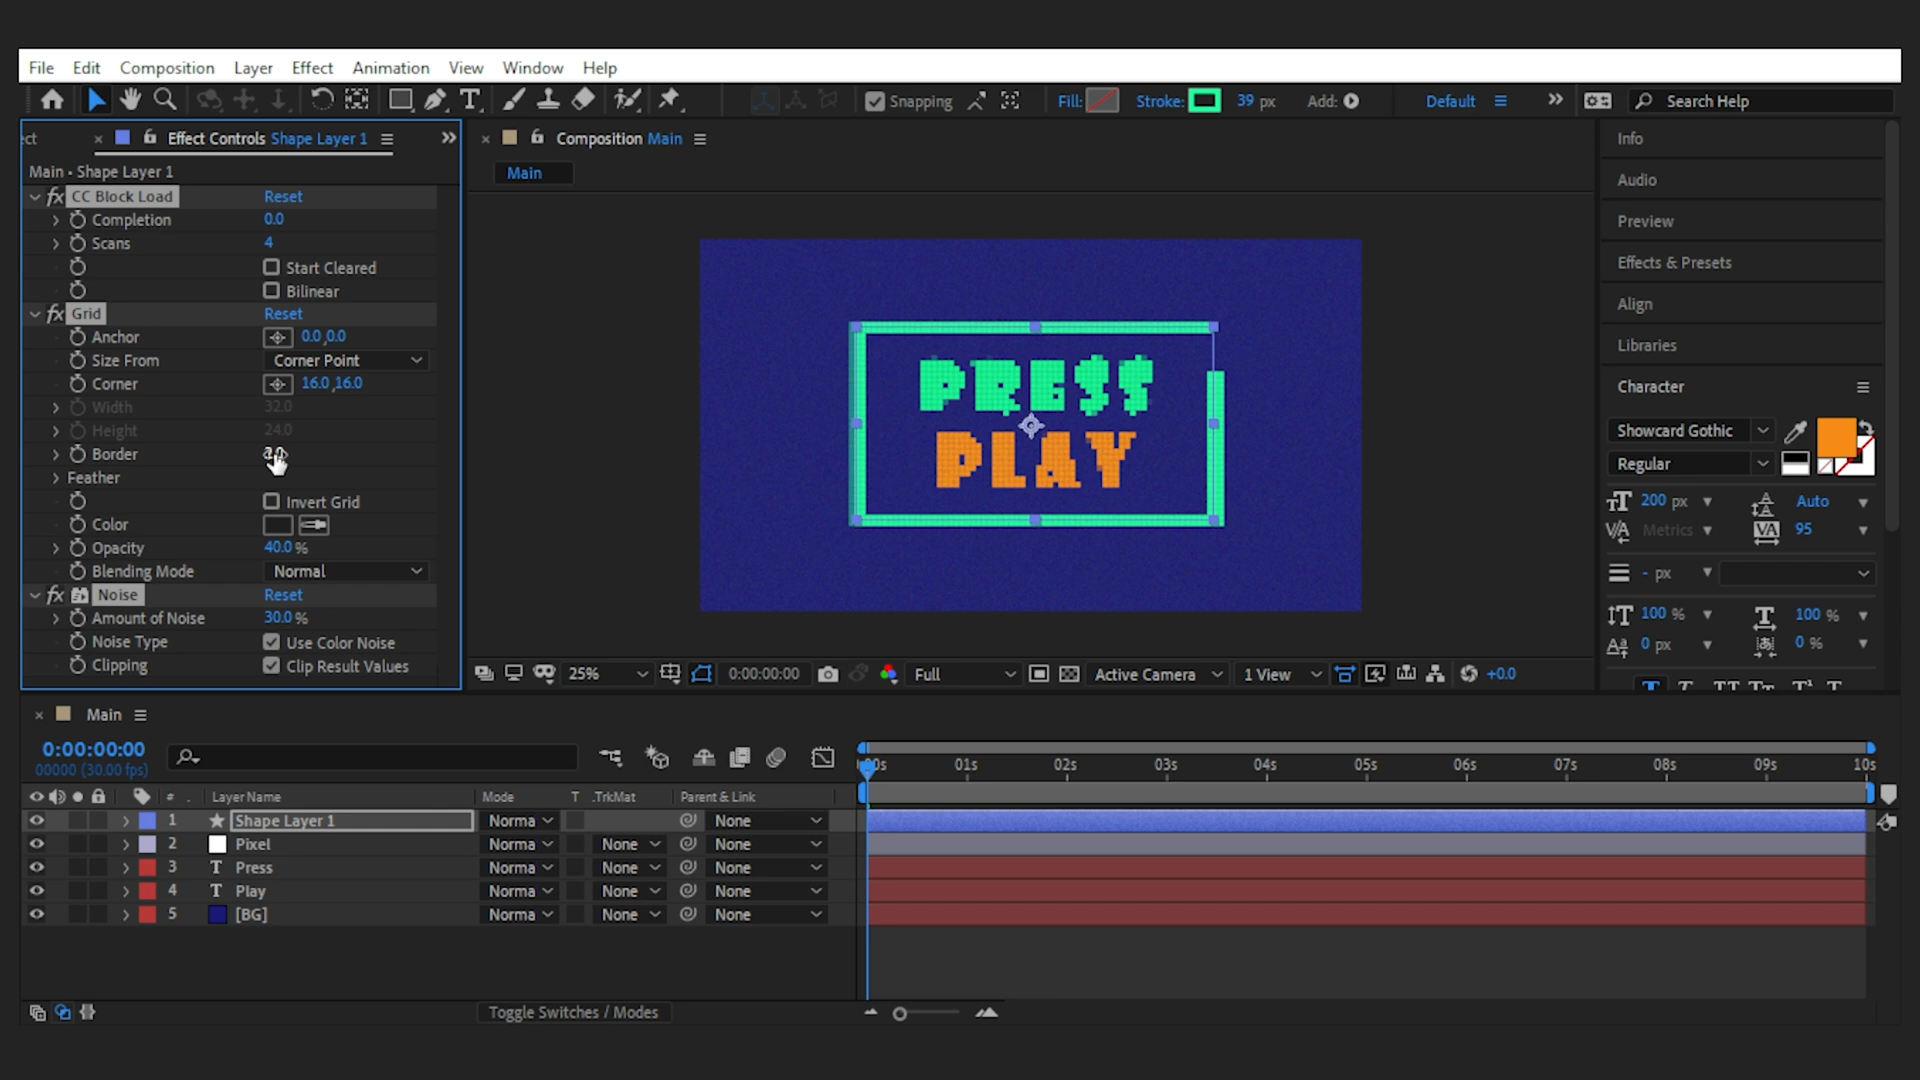 File Edit Composition Layer Effect Animation View Window Help
Snapping Fill: Stroke: 39 px Add: Default Search Help
ect × Effect Controls Shape Layer 1
Main • Shape Layer 1
fx CC Block Load Reset
Completion 0.0
Scans 4
Start Cleared
Bilinear
fx Grid Reset
Anchor 0.0,0.0
Size From Corner Point
Corner 16.0,16.0
Width 32.0
Height 24.0
Border
Feather
Invert Grid
Color
Opacity 40.0 %
Blending Mode Normal
fx Noise Reset
Amount of Noise 30.0 %
Noise Type Use Color Noise
Clipping Clip Result Values
× Composition Main
Main
PRESS
PLAY
25% 0:00:00:00 Full Active Camera 1 View +0.0
Info
Audio
Preview
Effects & Presets
Align
Libraries
Character
Showcard Gothic
Regular
200 px Auto
Metrics 95
- px
100 % 100 %
0 px 0 %
× Main
0:00:00:00
00000 (30.00 fps)
:00s 01s 02s 03s 04s 05s 06s 07s 08s 09s 10s
# . Layer Name Mode T .TrkMat Parent & Link
1 Shape Layer 1 Norma None
2 Pixel Norma None None
3 T Press Norma None None
4 T Play Norma None None
5 [BG] Norma None None
Toggle Switches / Modes